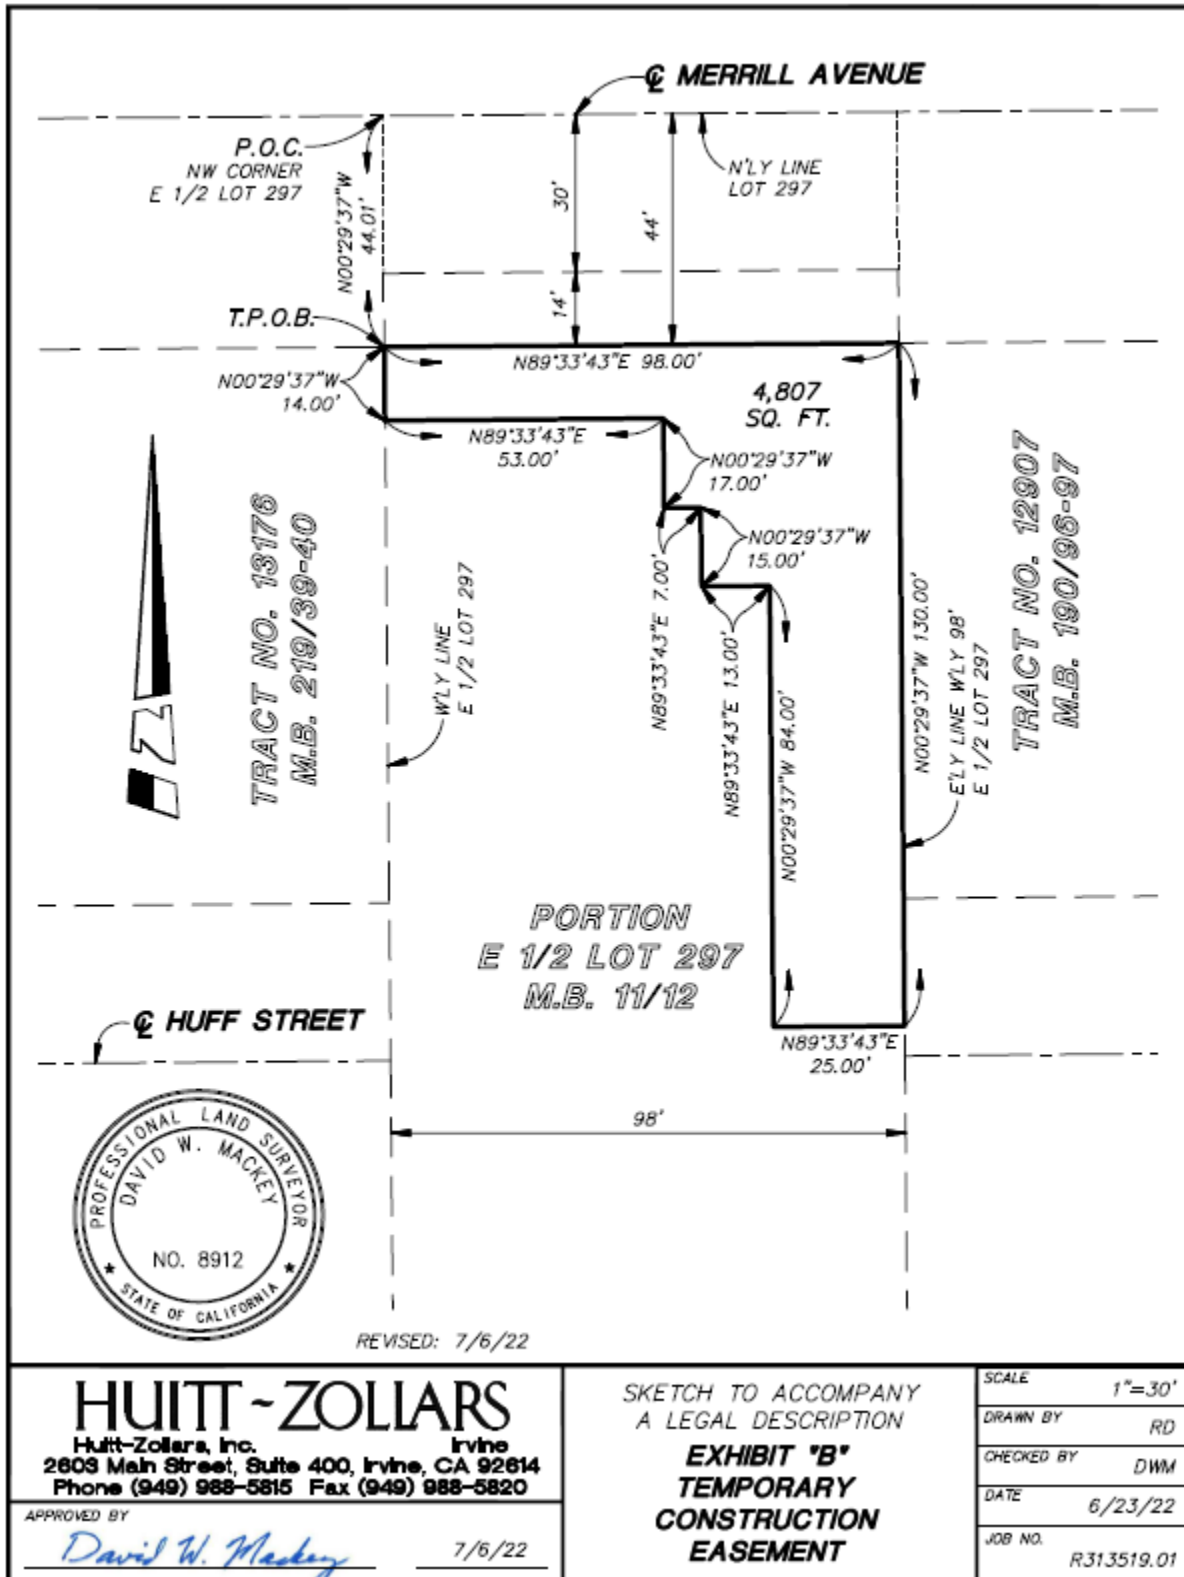 ℄ MERRILL AVENUE
P.O.C.
NW CORNER
E 1/2 LOT 297
N00°29'37"W
44.01'
30'
44'
N'LY LINE
LOT 297
14'
T.P.O.B.
N89°33'43"E 98.00'
N00°29'37"W
14.00'
4,807
SQ. FT.
N89°33'43"E
53.00'
N00°29'37"W
17.00'
N00°29'37"W
15.00'
N89°33'43"E 7.00'
N89°33'43"E 13.00'
N00°29'37"W 84.00'
N00°29'37"W 130.00'
E'LY LINE W'LY 98'
E 1/2 LOT 297
TRACT NO. 12907
M.B. 190/96-97
TRACT NO. 13176
M.B. 219/39-40
W'LY LINE
E 1/2 LOT 297
N
PORTION
E 1/2 LOT 297
M.B. 11/12
℄ HUFF STREET
N89°33'43"E
25.00'
98'
PROFESSIONAL LAND SURVEYOR
DAVID W. MACKEY
NO. 8912
★ STATE OF CALIFORNIA ★
REVISED: 7/6/22
HUITT~ZOLLARS
Huitt-Zollars, Inc. Irvine
2603 Main Street, Suite 400, Irvine, CA 92614
Phone (949) 988-5815 Fax (949) 988-5820
APPROVED BY
David W. Mackey 7/6/22
SKETCH TO ACCOMPANY
A LEGAL DESCRIPTION
EXHIBIT "B"
TEMPORARY
CONSTRUCTION
EASEMENT
SCALE 1"=30'
DRAWN BY RD
CHECKED BY DWM
DATE 6/23/22
JOB NO. R313519.01